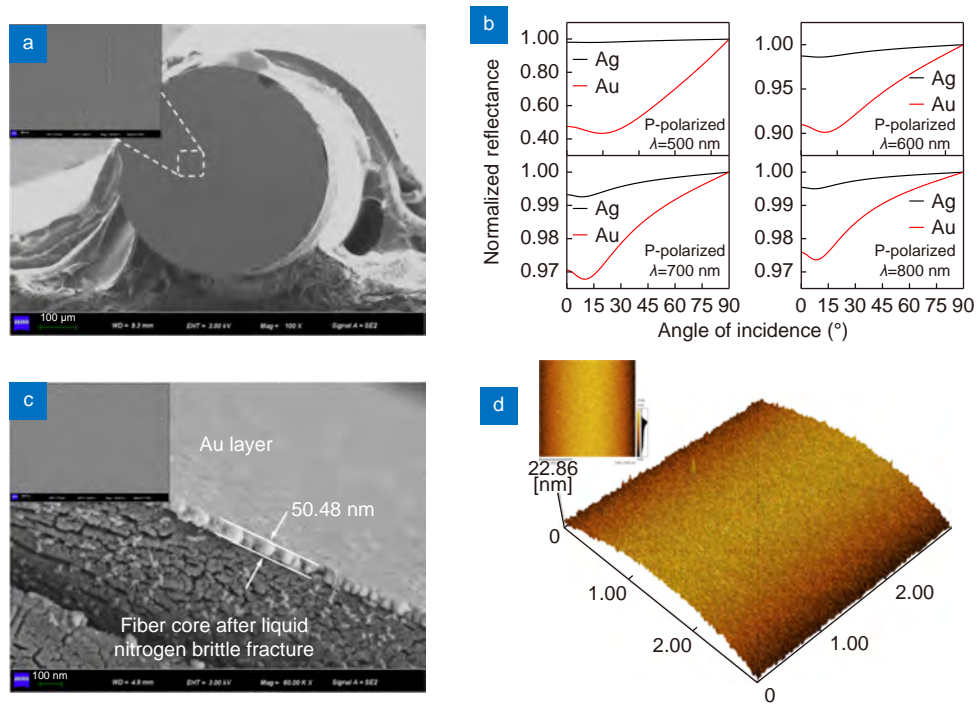 a
100 µm
WD = 9.3 mm
EHT = 3.00 kV
Mag = 100 X
Signal A = SE2
b
Normalized reflectance
1.00
0.80
0.60
0.40
Ag
Au
P-polarized
λ=500 nm
1.00
0.95
0.90
Ag
Au
P-polarized
λ=600 nm
1.00
0.99
0.98
0.97
Ag
Au
P-polarized
λ=700 nm
0 15 30 45 60 75 90
1.00
0.99
0.98
0.97
Ag
Au
P-polarized
λ=800 nm
0 15 30 45 60 75 90
Angle of incidence (°)
c
Au layer
50.48 nm
Fiber core after liquid
nitrogen brittle fracture
100 nm
WD = 4.9 mm
EHT = 3.00 kV
Mag = 60.00 K X
Signal A = SE2
d
22.86
[nm]
0
1.00
2.00
2.00
1.00
0